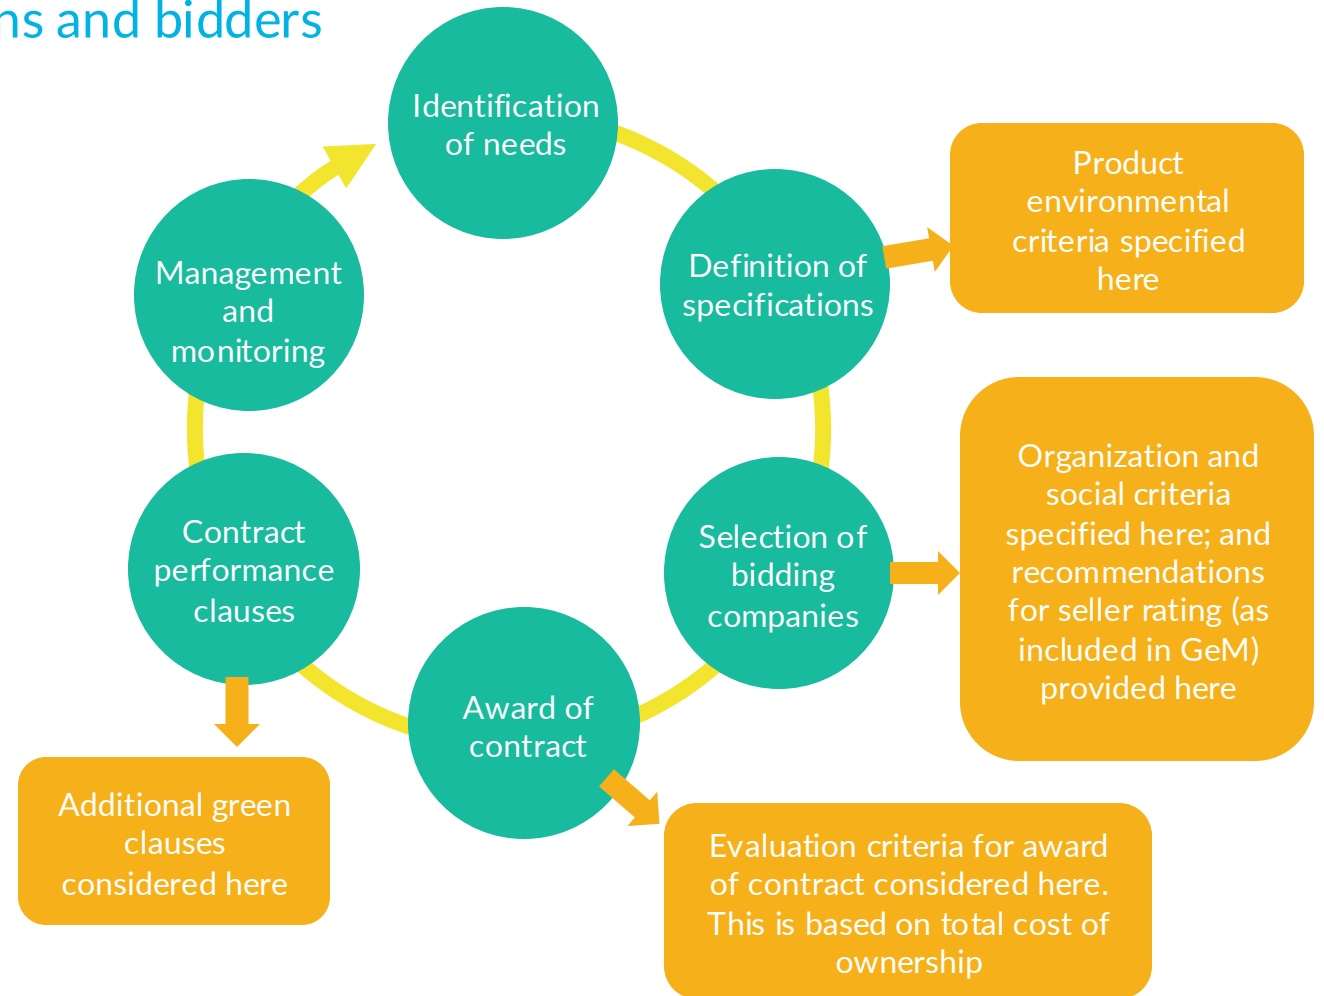 and bidders
Identification
of needs
Definition of
specifications
Product
environmental
criteria specified
here
Selection of
bidding
companies
Organization and
social criteria
specified here; and
recommendations
for seller rating (as
included in GeM)
provided here
Award of
contract
Evaluation criteria for award
of contract considered here.
This is based on total cost of
ownership
Contract
performance
clauses
Additional green
clauses
considered here
Management
and
monitoring